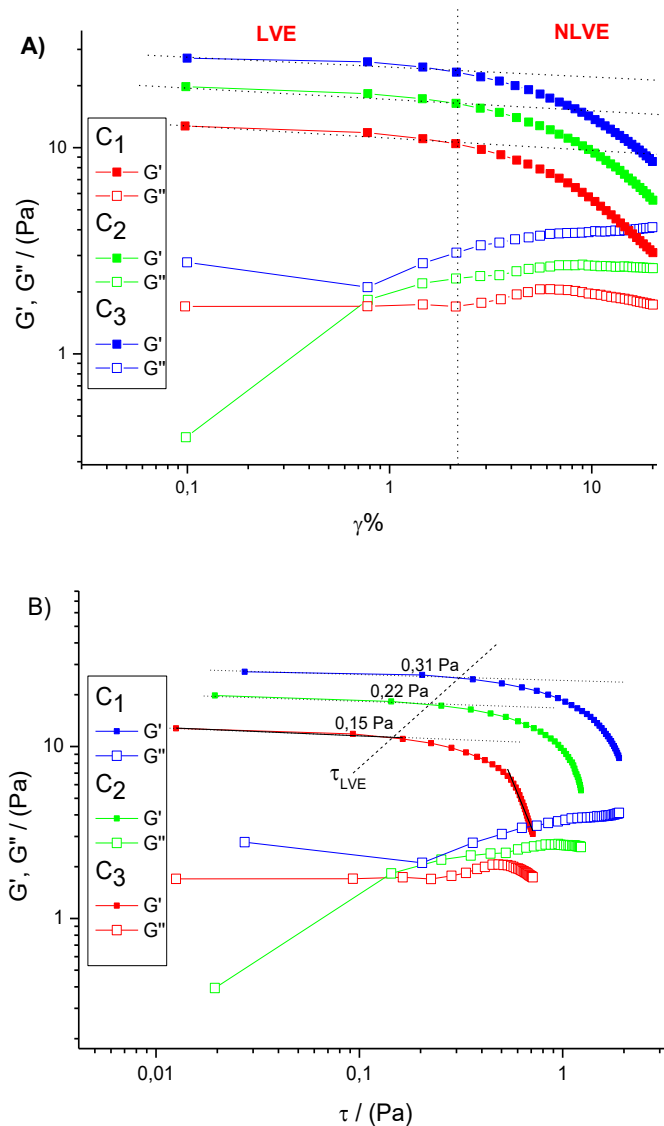 A)
LVE
NLVE
10
1
G', G'' / (Pa)
C1
G'
G''
C2
G'
G''
C3
G'
G''
0,1
1
10
γ%
B)
10
1
G', G'' / (Pa)
C1
G'
G''
C2
G'
G''
C3
G'
G''
0,31 Pa
0,22 Pa
0,15 Pa
τLVE
0,01
0,1
1
τ / (Pa)